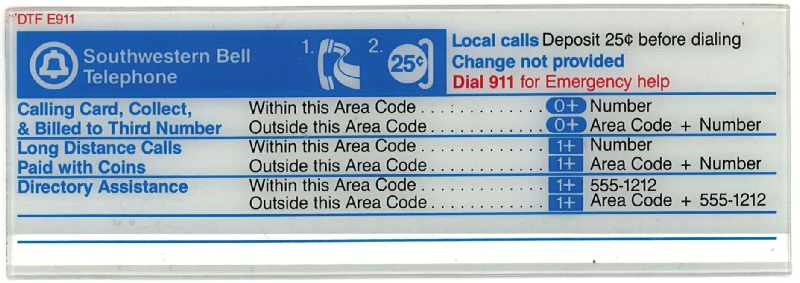 DTF E911
Southwestern Bell
Telephone
1. 2. 25¢
Local calls Deposit 25¢ before dialing
Change not provided
Dial 911 for Emergency help
Calling Card, Collect, Within this Area Code . . . . . . . . . . . . 0+ Number
& Billed to Third Number Outside this Area Code . . . . . . . . . . . 0+ Area Code + Number
Long Distance Calls Within this Area Code . . . . . . . . . . . . 1+ Number
Paid with Coins Outside this Area Code . . . . . . . . . . . 1+ Area Code + Number
Directory Assistance Within this Area Code . . . . . . . . . . . . 1+ 555-1212
Outside this Area Code . . . . . . . . . . . 1+ Area Code + 555-1212